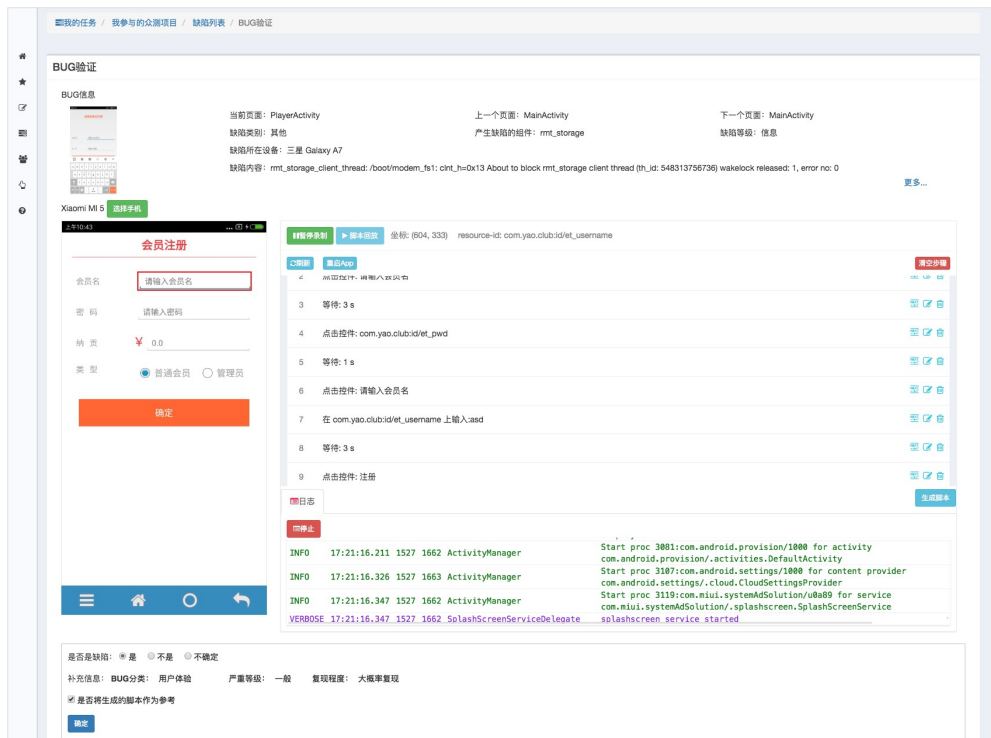 我的任务 / 我参与的众测项目 / 缺陷列表 / BUG验证
BUG验证
BUG信息
当前页面: PlayerActivity 上一个页面: MainActivity 下一个页面: MainActivity
缺陷类别: 其他 产生缺陷的组件: rmt_storage 缺陷等级: 信息
缺陷所在设备: 三星 Galaxy A7
缺陷内容: rmt_storage_client_thread: /boot/modem_fs1: clnt_h=0x13 About to block rmt_storage client thread (th_id: 548313756736) wakelock released: 1, error no: 0
更多...
Xiaomi MI 5 选择手机
上午10:43 ...
会员注册
会员名 请输入会员名
密 码 请输入密码
纳 贡 ¥ 0.0
类 型 普通会员 管理员
确定
暂停录制 脚本回放 坐标: (604, 333) resource-id: com.yao.club:id/et_username
刷新 重启App 清空步骤
2 点击控件: 请输入会员名
3 等待: 3 s
4 点击控件: com.yao.club:id/et_pwd
5 等待: 1 s
6 点击控件: 请输入会员名
7 在 com.yao.club:id/et_username 上输入:asd
8 等待: 3 s
9 点击控件: 注册
日志 生成脚本
停止
INFO 17:21:16.211 1527 1662 ActivityManager Start proc 3081:com.android.provision/1000 for activity
com.android.provision/.activities.DefaultActivity
INFO 17:21:16.326 1527 1663 ActivityManager Start proc 3107:com.android.settings/1000 for content provider
com.android.settings/.cloud.CloudSettingsProvider
INFO 17:21:16.347 1527 1662 ActivityManager Start proc 3119:com.miui.systemAdSolution/u0a89 for service
com.miui.systemAdSolution/.splashscreen.SplashScreenService
VERBOSE 17:21:16.347 1527 1662 SplashScreenServiceDelegate splashscreen service started
是否是缺陷: 是 不是 不确定
补充信息: BUG分类: 用户体验 严重等级: 一般 复现程度: 大概率复现
是否将生成的脚本作为参考
确定